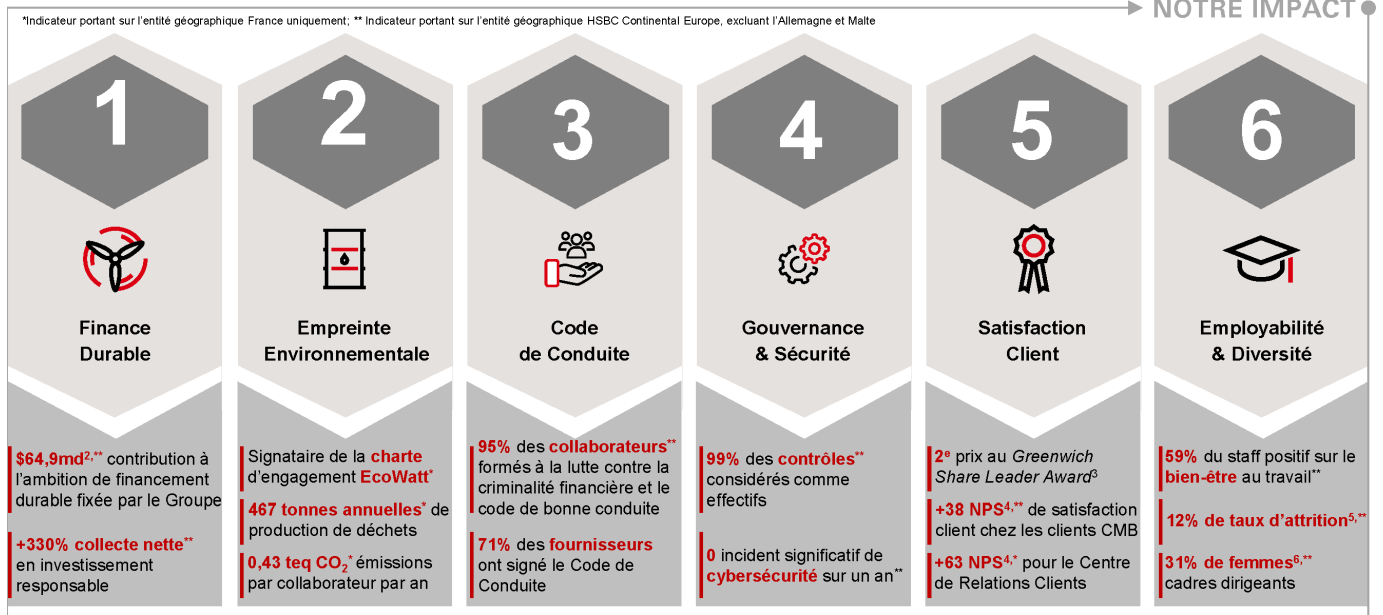 NOTRE IMPACT
*Indicateur portant sur l’entité géographique France uniquement; ** Indicateur portant sur l’entité géographique HSBC Continental Europe, excluant l’Allemagne et Malte
1
Finance
Durable
$64,9md2,** contribution à
l’ambition de financement
durable fixée par le Groupe
+330% collecte nette**
en investissement
responsable
2
Empreinte
Environnementale
Signataire de la charte
d’engagement EcoWatt*
467 tonnes annuelles* de
production de déchets
0,43 teq CO2* émissions
par collaborateur par an
3
Code
de Conduite
95% des collaborateurs**
formés à la lutte contre la
criminalité financière et le
code de bonne conduite
71% des fournisseurs
ont signé le Code de
Conduite
4
Gouvernance
& Sécurité
99% des contrôles**
considérés comme
effectifs
0 incident significatif de
cybersécurité sur un an**
5
Satisfaction
Client
2e prix au Greenwich
Share Leader Award3
+38 NPS4,** de satisfaction
client chez les clients CMB
+63 NPS4,* pour le Centre
de Relations Clients
6
Employabilité
& Diversité
59% du staff positif sur le
bien-être au travail**
12% de taux d’attrition5,**
31% de femmes6,**
cadres dirigeants